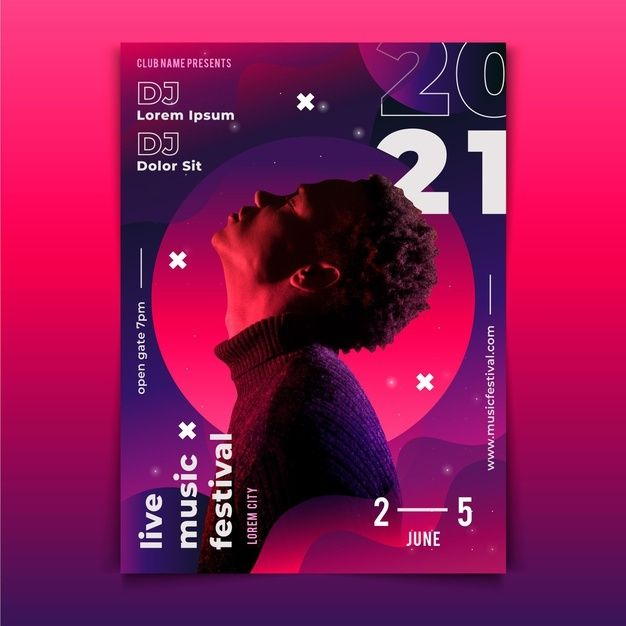 CLUB NAME PRESENTS
DJ
Lorem Ipsum
DJ
Dolor Sit
20
21
open gate 7pm
www.musicfestival.com
live
music
festival
LOREM CITY
2 — 5
JUNE